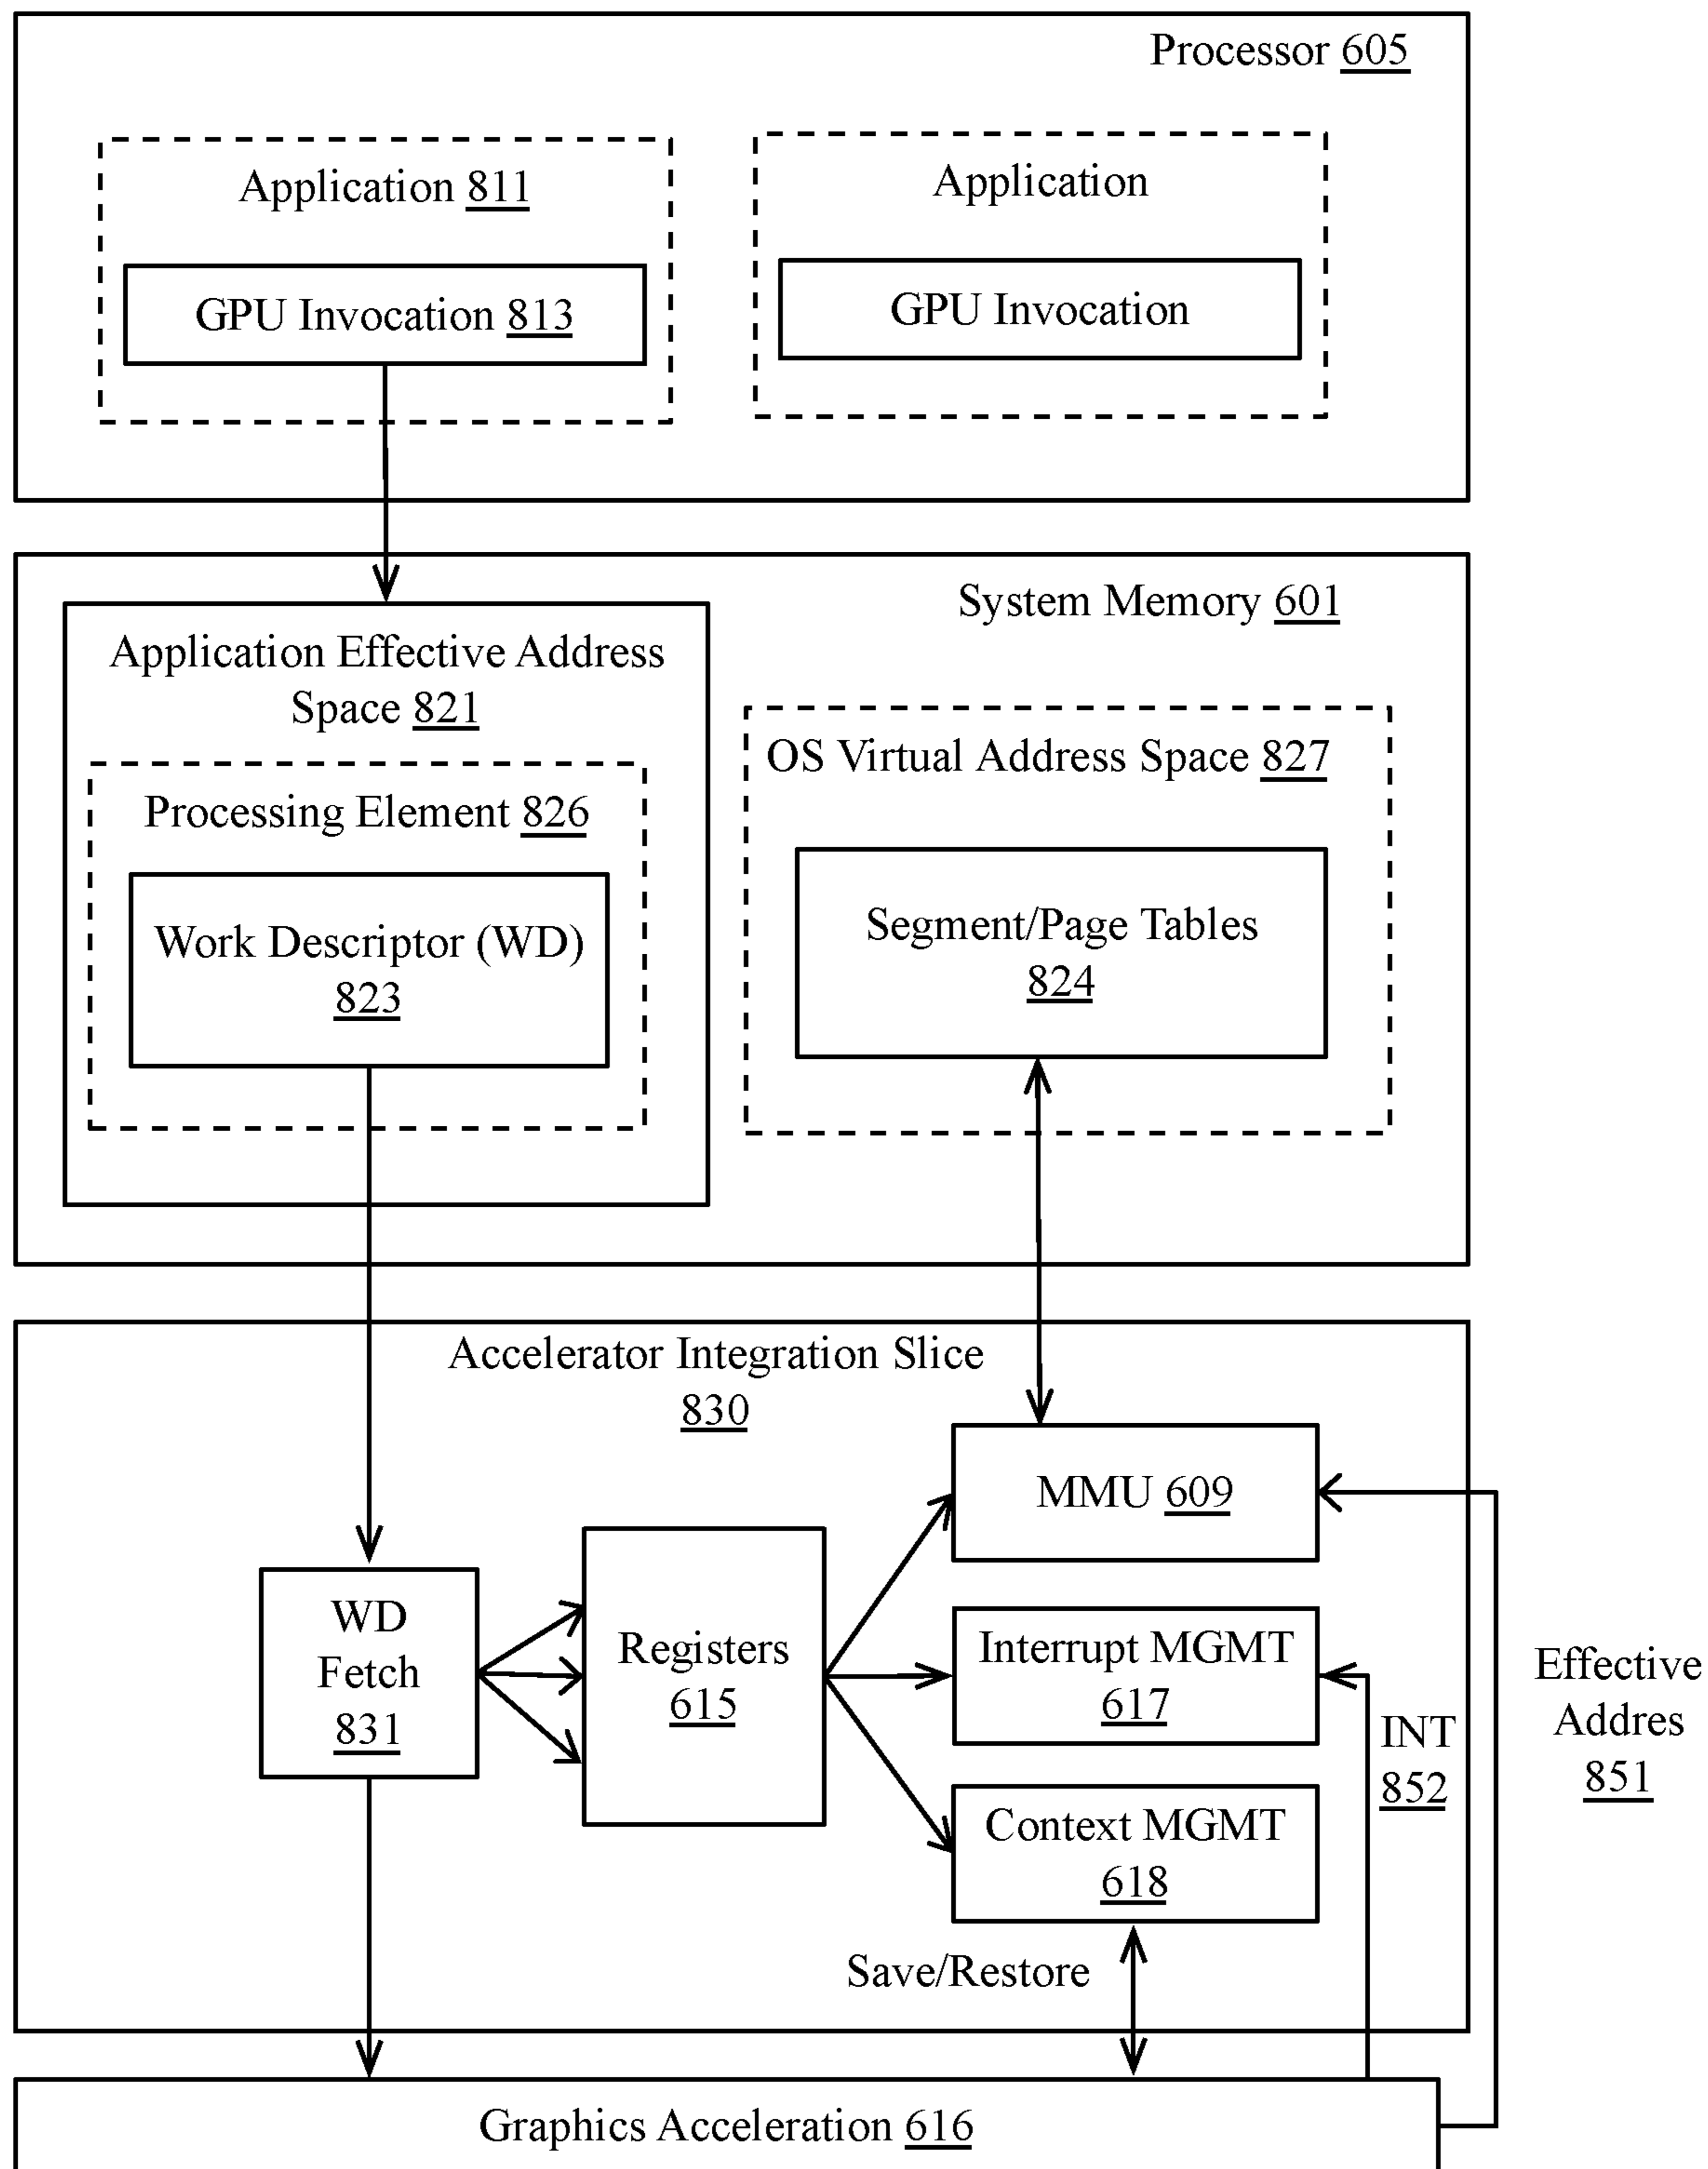 Processor 605
Application 811
GPU Invocation 813
Application
GPU Invocation
System Memory 601
Application Effective Address
Space 821
Processing Element 826
Work Descriptor (WD)
823
OS Virtual Address Space 827
Segment/Page Tables
824
Accelerator Integration Slice
830
MMU 609
WD
Fetch
831
Registers
615
Interrupt MGMT
617
Context MGMT
618
INT
852
Effective
Addres
851
Save/Restore
Graphics Acceleration 616